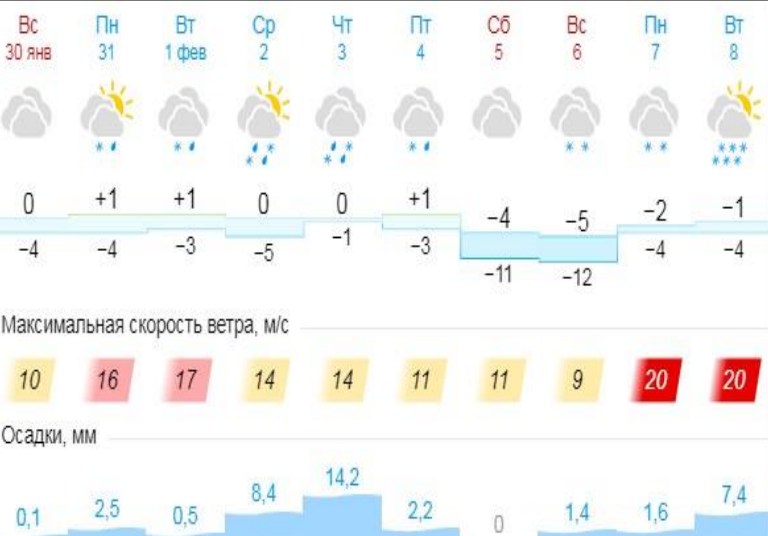 Вс Пн Вт Ср Чт Пт Сб Вс Пн Вт
30 янв 31 1 фев 2 3 4 5 6 7 8
0 +1 +1 0 0 +1 −4 −5 −2 −1
−4 −4 −3 −5 −1 −3 −11 −12 −4 −4
Максимальная скорость ветра, м/с
10 16 17 14 14 11 11 9 20 20
Осадки, мм
0,1 2,5 0,5 8,4 14,2 2,2 0 1,4 1,6 7,4